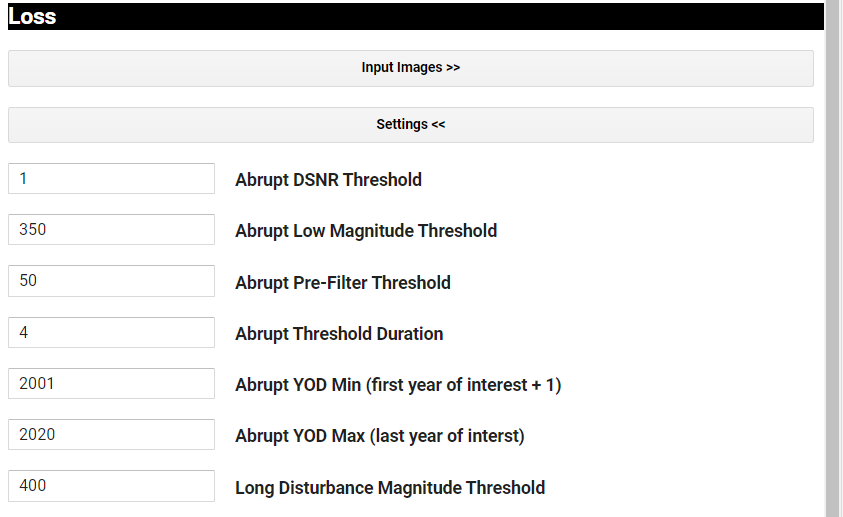 Loss
Input Images >>
Settings <<
1 Abrupt DSNR Threshold
350 Abrupt Low Magnitude Threshold
50 Abrupt Pre-Filter Threshold
4 Abrupt Threshold Duration
2001 Abrupt YOD Min (first year of interest + 1)
2020 Abrupt YOD Max (last year of interst)
400 Long Disturbance Magnitude Threshold